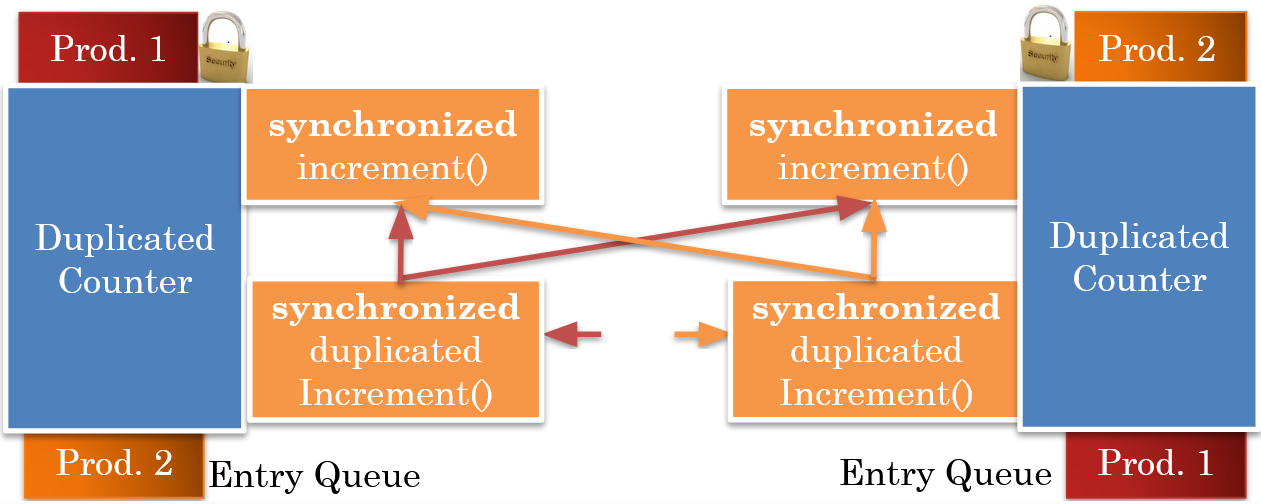 Prod. 1
Security
Security
Prod. 2
synchronized
increment()
synchronized
increment()
Duplicated
Counter
Duplicated
Counter
synchronized
duplicated
Increment()
synchronized
duplicated
Increment()
Prod. 2
Entry Queue
Entry Queue
Prod. 1